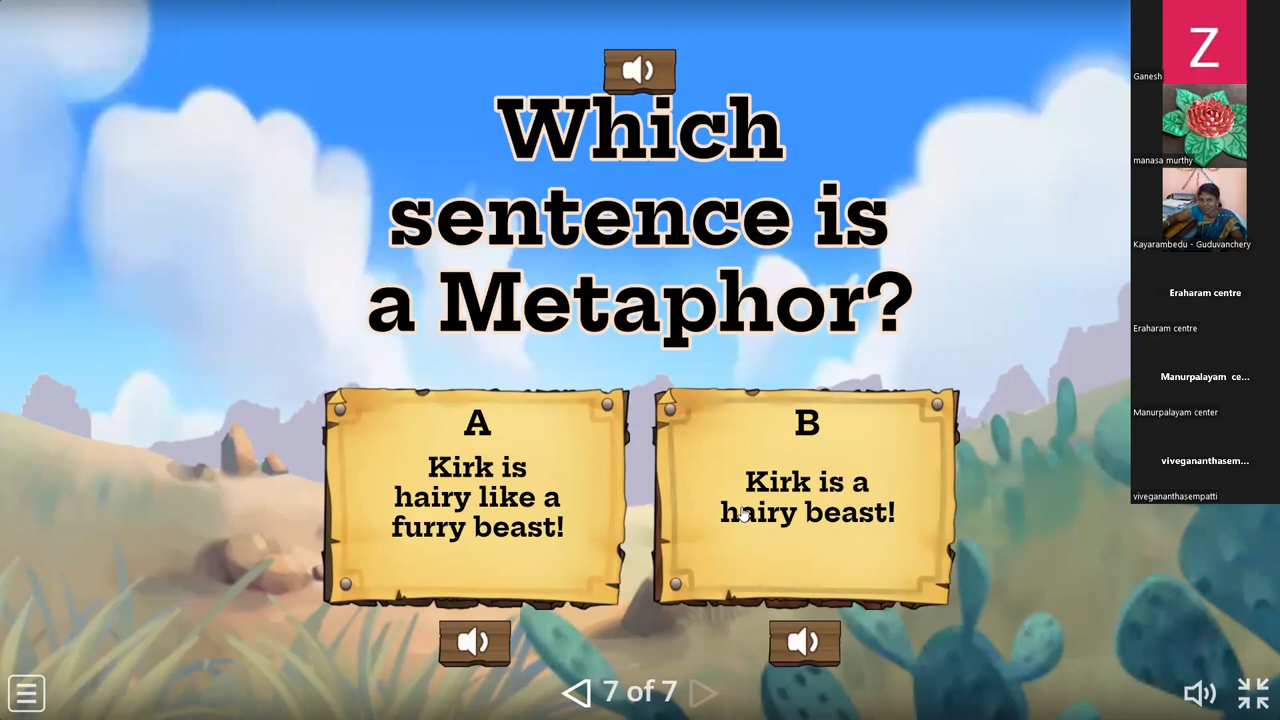 Which
sentence is
a Metaphor?
A
Kirk is
hairy like a
furry beast!
B
Kirk is a
hairy beast!
7 of 7
Z
Ganesh
manasa murthy
Kayarambedu - Guduvanchery
Eraharam centre
Eraharam centre
Manurpalayam ce...
Manurpalayam center
vivegananthasem...
vivegananthasempatti